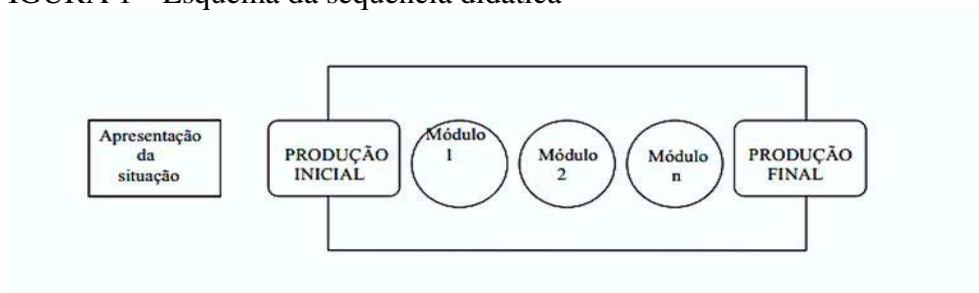 IGURA 1 – Esquema da sequência didática
Apresentação
da
situação
PRODUÇÃO
INICIAL
Módulo
1
Módulo
2
Módulo
n
PRODUÇÃO
FINAL